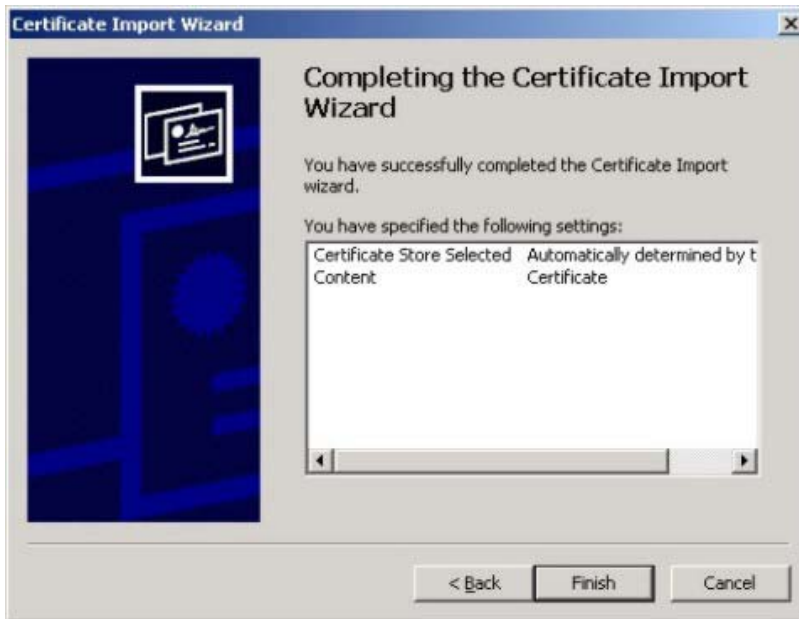 Certificate Import Wizard
Completing the Certificate Import
Wizard
You have successfully completed the Certificate Import
wizard.
You have specified the following settings:
Certificate Store Selected Automatically determined by t
Content Certificate
< Back Finish Cancel